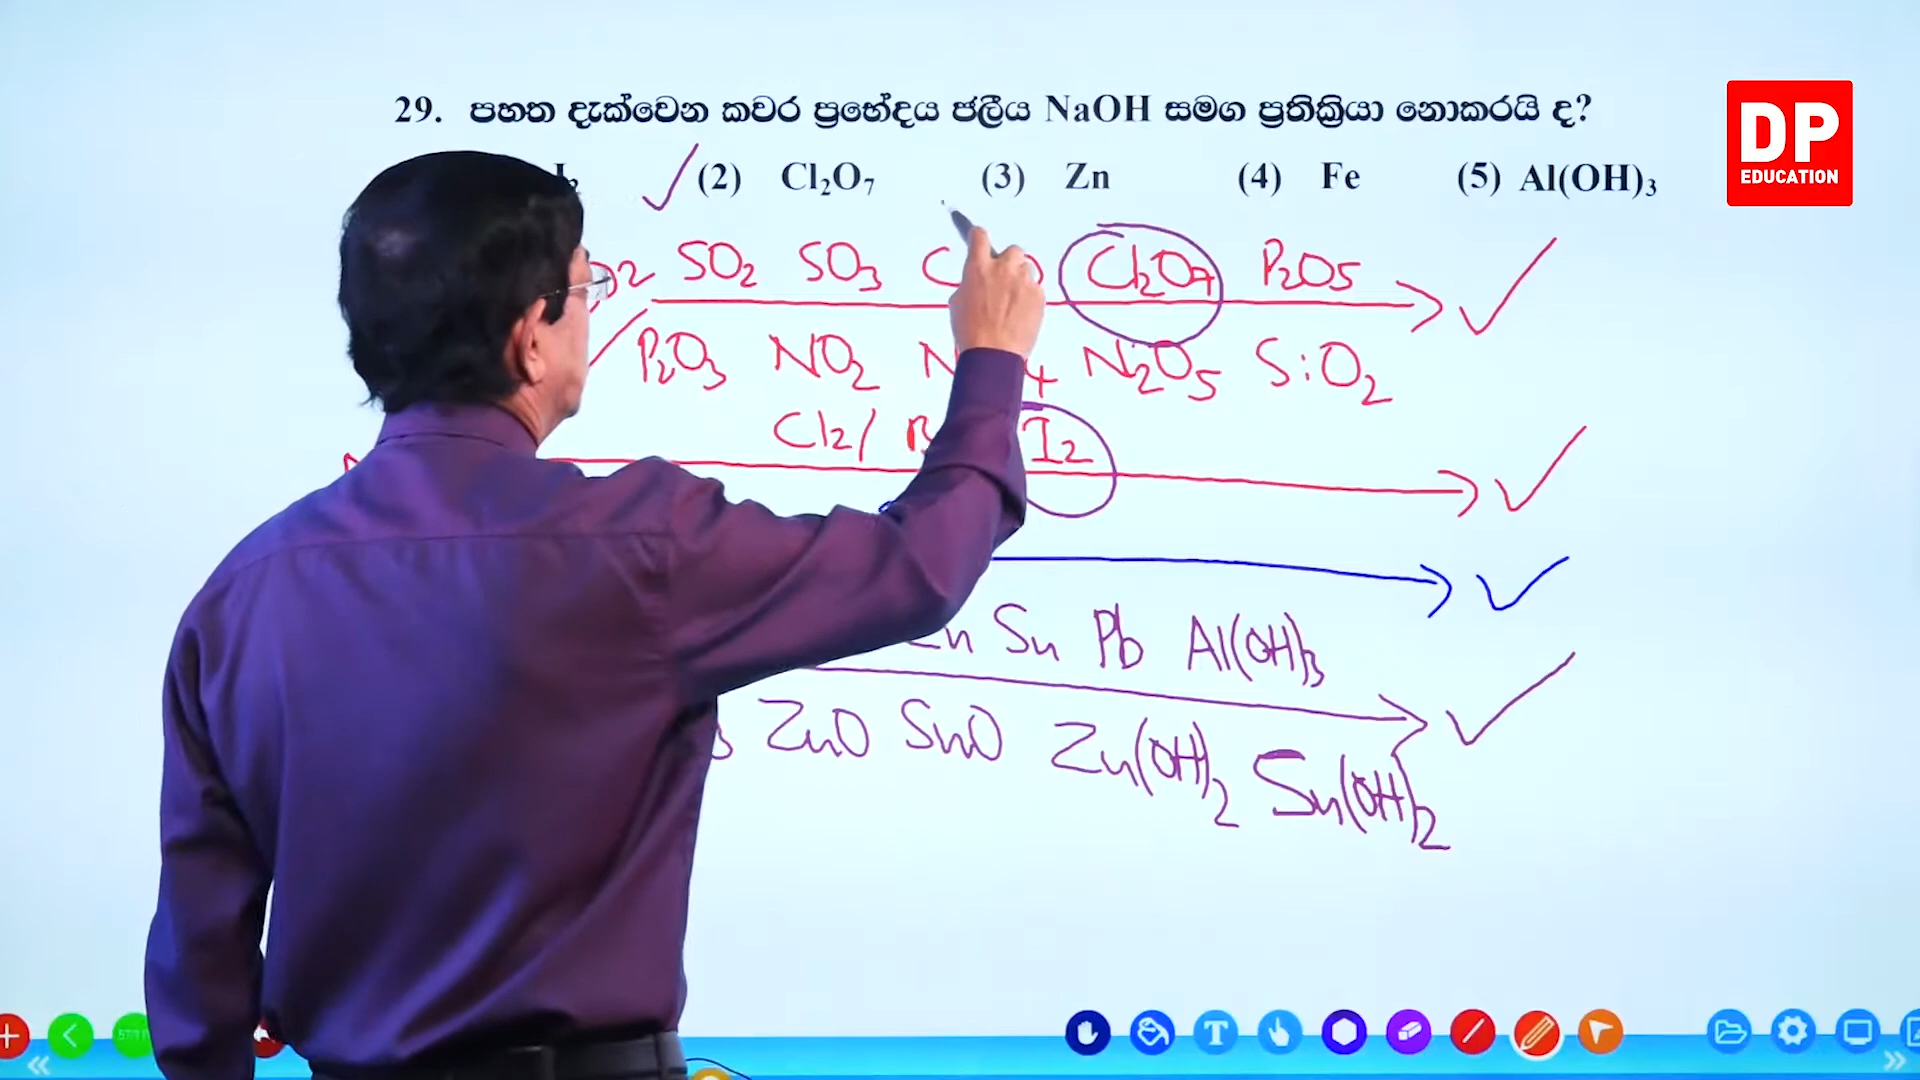 29. පහත දැක්වෙන කවර ප්‍රභේදය ජලීය NaOH සමග ප්‍රතික්‍රියා නොකරයි ද?
I₂ (2) Cl₂O₇ (3) Zn (4) Fe (5) Al(OH)₃
DP
EDUCATION
SO₂ SO₃ Cl₂O₇ P₂O₅
P₂O₃ NO₂ N₂O₅ SiO₂
Cl₂/ I₂
Sn Pb Al(OH)₃
ZnO SnO Zn(OH)₂ Sn(OH)₂
T